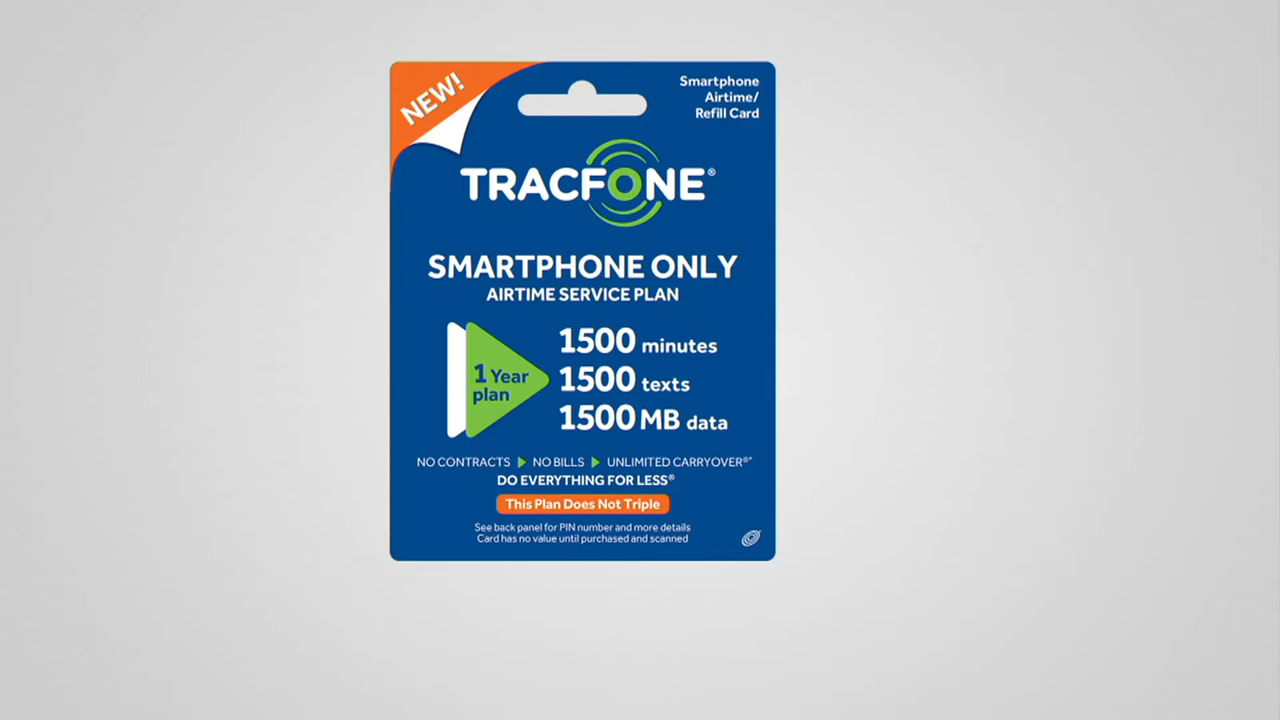 NEW!
Smartphone
Airtime/
Refill Card
TRACFONE®
SMARTPHONE ONLY
AIRTIME SERVICE PLAN
1 Year
plan
1500 minutes
1500 texts
1500 MB data
NO CONTRACTS NO BILLS UNLIMITED CARRYOVER®*
DO EVERYTHING FOR LESS®
This Plan Does Not Triple
See back panel for PIN number and more details
Card has no value until purchased and scanned